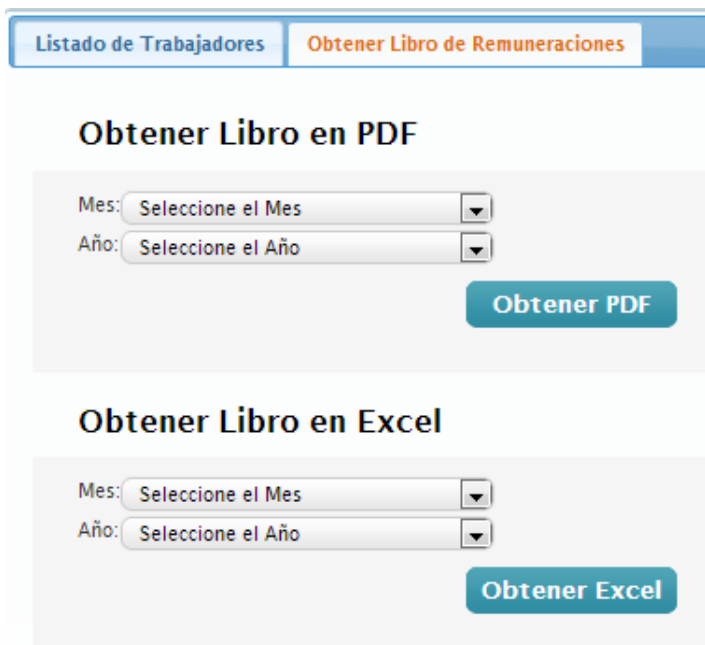 Listado de Trabajadores Obtener Libro de Remuneraciones
Obtener Libro en PDF
Mes: Seleccione el Mes
Año: Seleccione el Año
Obtener PDF
Obtener Libro en Excel
Mes: Seleccione el Mes
Año: Seleccione el Año
Obtener Excel